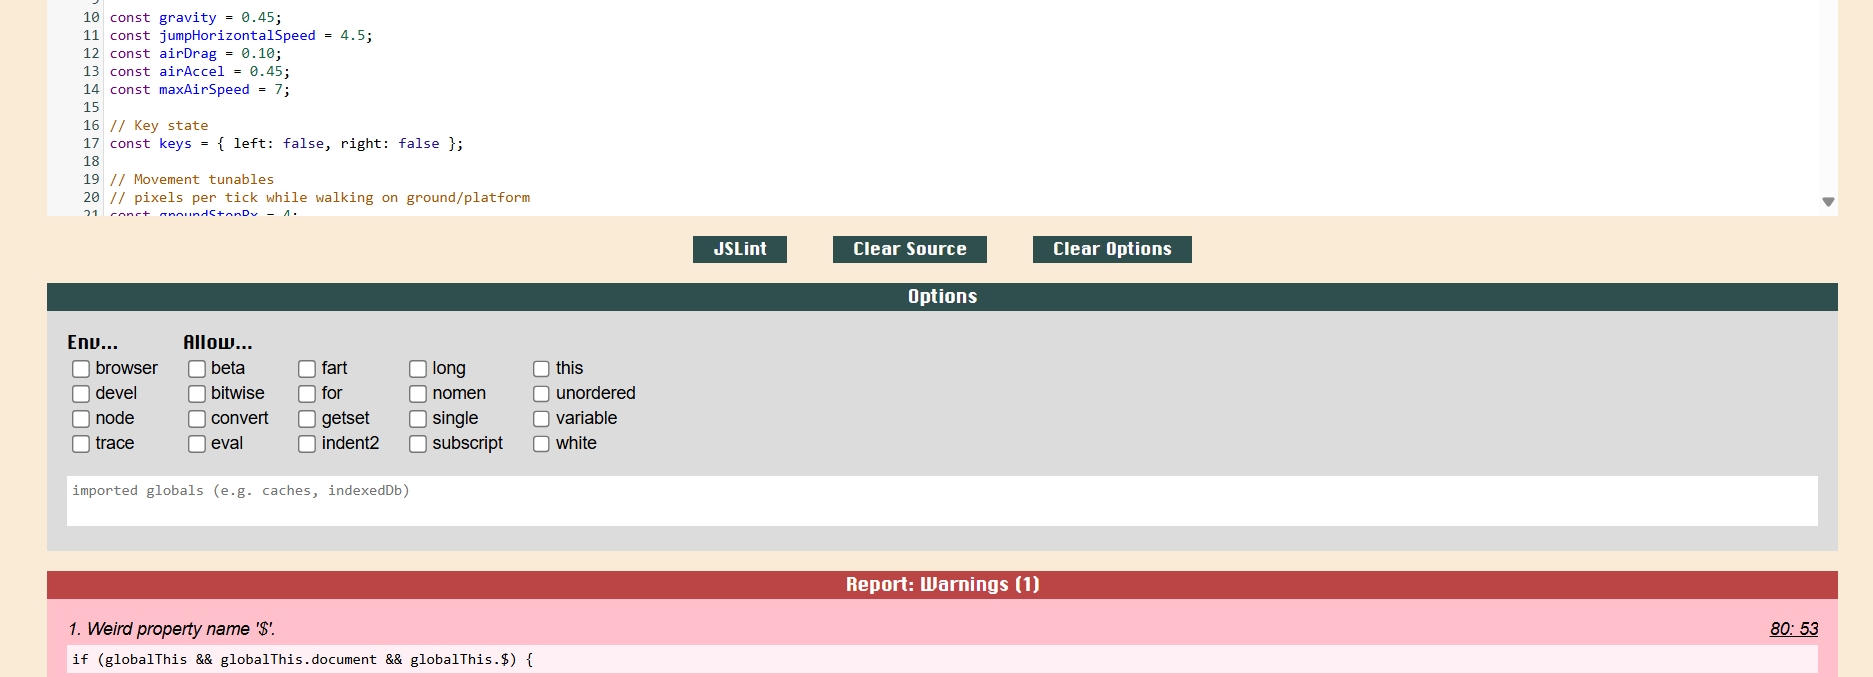 10 const gravity = 0.45;
11 const jumpHorizontalSpeed = 4.5;
12 const airDrag = 0.10;
13 const airAccel = 0.45;
14 const maxAirSpeed = 7;
15
16 // Key state
17 const keys = { left: false, right: false };
18
19 // Movement tunables
20 // pixels per tick while walking on ground/platform
21 const groundStepPx = 4;
JSLint Clear Source Clear Options
Options
Env... Allow...
browser beta fart long this
devel bitwise for nomen unordered
node convert getset single variable
trace eval indent2 subscript white
imported globals (e.g. caches, indexedDb)
Report: Warnings (1)
1. Weird property name '$'. 80: 53
if (globalThis && globalThis.document && globalThis.$) {